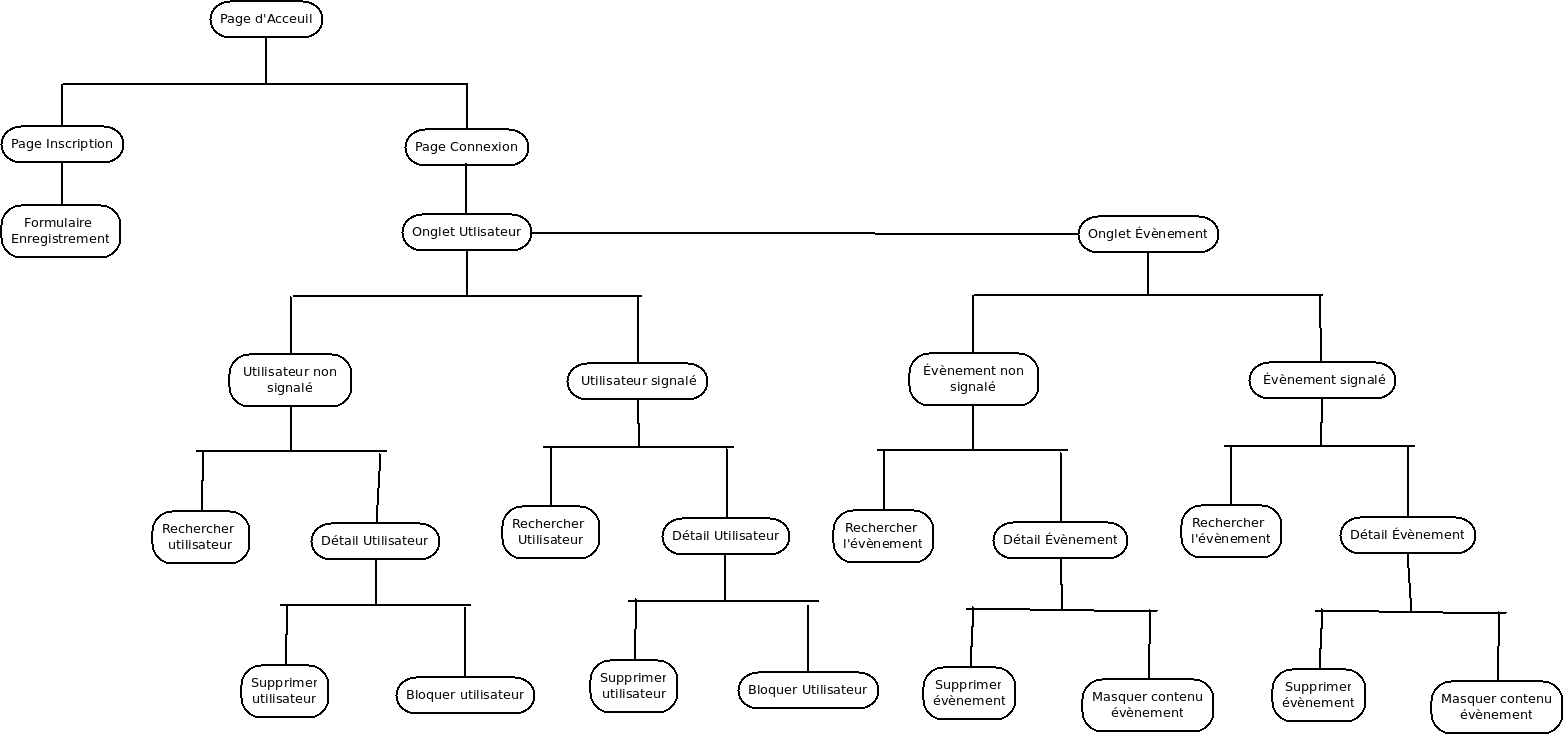 Page d'Acceuil
Page Inscription
Page Connexion
Formulaire
Enregistrement
Onglet Utlisateur
Onglet Évènement
Utilisateur non
signalé
Utilisateur signalé
Évènement non
signalé
Évènement signalé
Rechercher
utilisateur
Détail Utilisateur
Rechercher
Utilisateur
Détail Utilisateur
Rechercher
l'évènement
Détail Évènement
Rechercher
l'évènement
Détail Évènement
Supprimer
utilisateur
Bloquer utilisateur
Supprimer
utilisateur
Bloquer Utilisateur
Supprimer
évènement
Masquer contenu
évènement
Supprimer
évènement
Masquer contenu
évènement